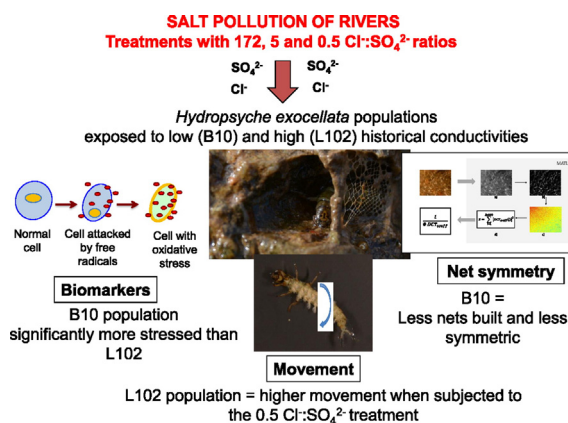 SALT POLLUTION OF RIVERS
Treatments with 172, 5 and 0.5 Cl⁻:SO₄²⁻ ratios
SO₄²⁻ SO₄²⁻
Cl⁻ Cl⁻
Hydropsyche exocellata populations
exposed to low (B10) and high (L102) historical conductivities
Normal cell
Cell attacked by free radicals
Cell with oxidative stress
Biomarkers
B10 population
significantly more stressed than
L102
Net symmetry
B10 =
Less nets built and less
symmetric
Movement
L102 population = higher movement when subjected to
the 0.5 Cl⁻:SO₄²⁻ treatment